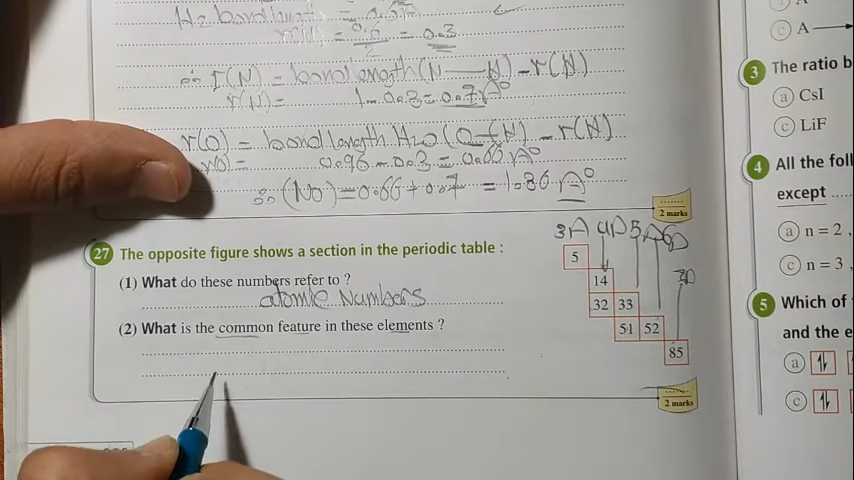 H2 bond length = 0.6
= 0.6/2 = 0.3
∴ r(N) = bond length (N — H) - r(H)
r(N) = 1 - 0.3 = 0.7 A°
r(O) = bond length H2O (O - H) - r(H)
r(O) = 0.96 - 0.3 = 0.66 A°
∴ (NO) = 0.66 + 0.7 = 1.36 A°
2 marks
27 The opposite figure shows a section in the periodic table :
(1) What do these numbers refer to ?
atomic Numbers
(2) What is the common feature in these elements ?
3A 4A 5A 6A
7A
5
14
32 33
51 52
85
2 marks
c A
3 The ratio b
a CsI
c LiF
4 All the foll
except ....
a n = 2 ,
c n = 3 ,
5 Which of
and the e
a
c